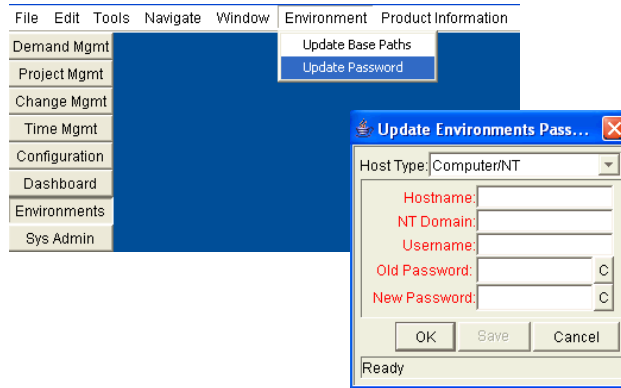 File Edit Tools Navigate Window Environment Product Information
Demand Mgmt
Project Mgmt
Change Mgmt
Time Mgmt
Configuration
Dashboard
Environments
Sys Admin
Update Base Paths
Update Password
Update Environments Pass...
Host Type: Computer/NT
Hostname:
NT Domain:
Username:
Old Password: C
New Password: C
OK Save Cancel
Ready